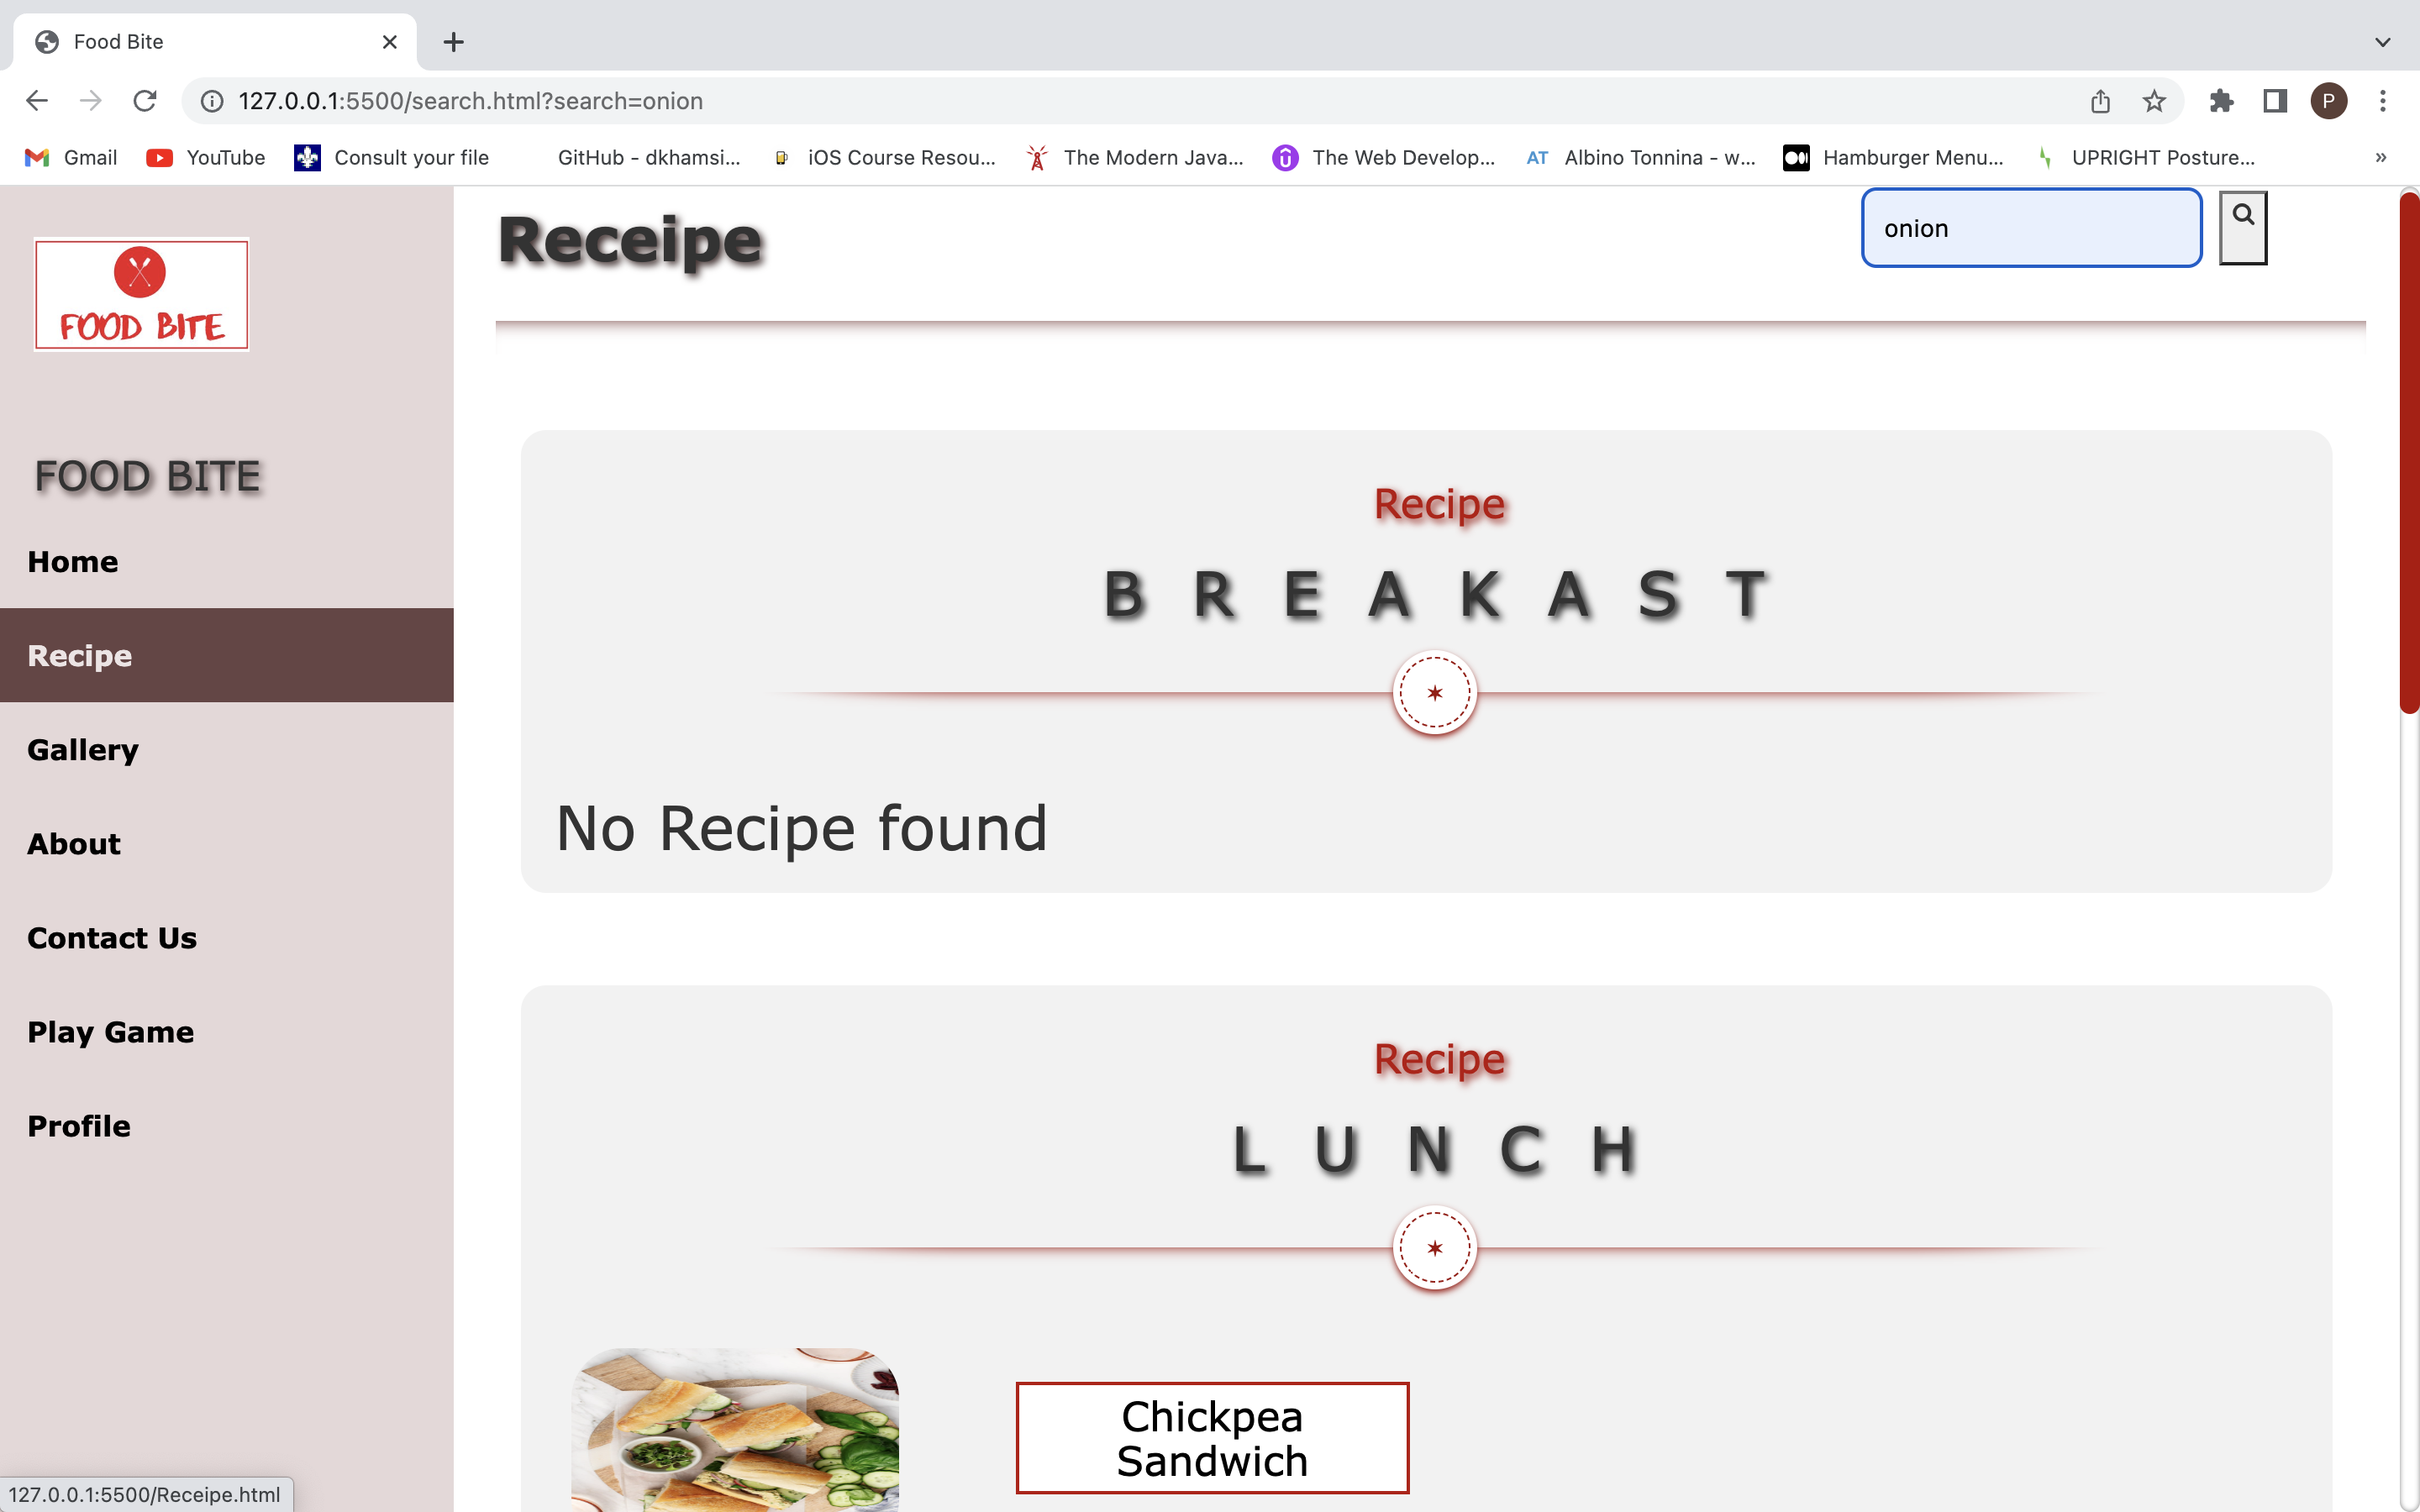 Food Bite
127.0.0.1:5500/search.html?search=onion
P
Gmail YouTube Consult your file GitHub - dkhamsi... iOS Course Resou... The Modern Java... The Web Develop... AT Albino Tonnina - w... Hamburger Menu... UPRIGHT Posture... »
FOOD BITE
FOOD BITE
Home
Recipe
Gallery
About
Contact Us
Play Game
Profile
127.0.0.1:5500/Receipe.html
Receipe
onion
Recipe
BREAKAST
No Recipe found
Recipe
LUNCH
Chickpea
Sandwich